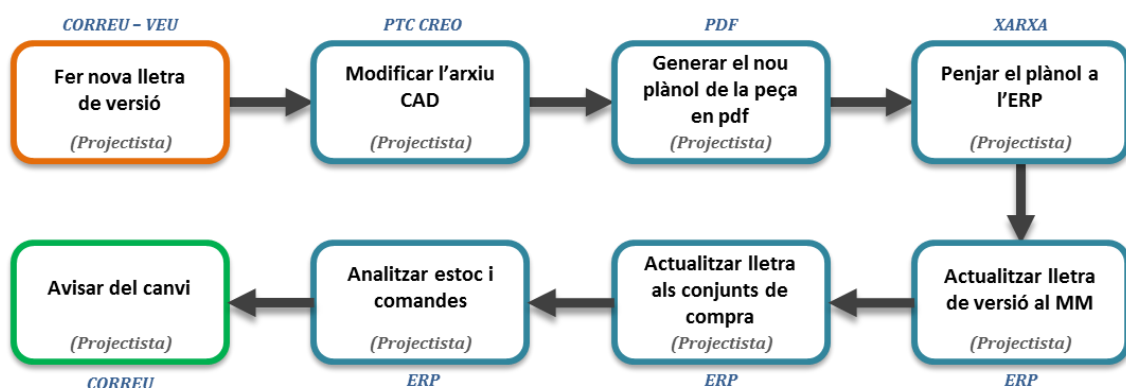 CORREU – VEU
PTC CREO
PDF
XARXA
Fer nova lletra
de versió
(Projectista)
Modificar l’arxiu
CAD
(Projectista)
Generar el nou
plànol de la peça
en pdf
(Projectista)
Penjar el plànol a
l’ERP
(Projectista)
Avisar del canvi
(Projectista)
Analitzar estoc i
comandes
(Projectista)
Actualitzar lletra
als conjunts de
compra
(Projectista)
Actualitzar lletra
de versió al MM
(Projectista)
CORREU
ERP
ERP
ERP